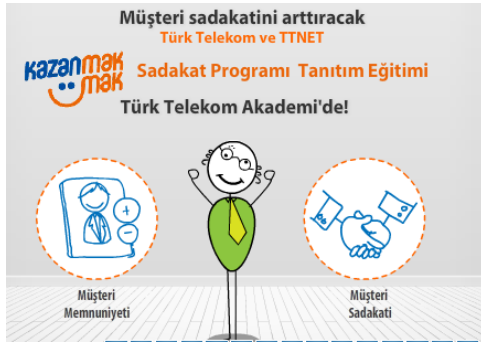 Müşteri sadakatini arttıracak
Türk Telekom ve TTNET
kazanmak
mak
Sadakat Programı Tanıtım Eğitimi
Türk Telekom Akademi'de!
+
−
Müşteri
Memnuniyeti
Müşteri
Sadakati